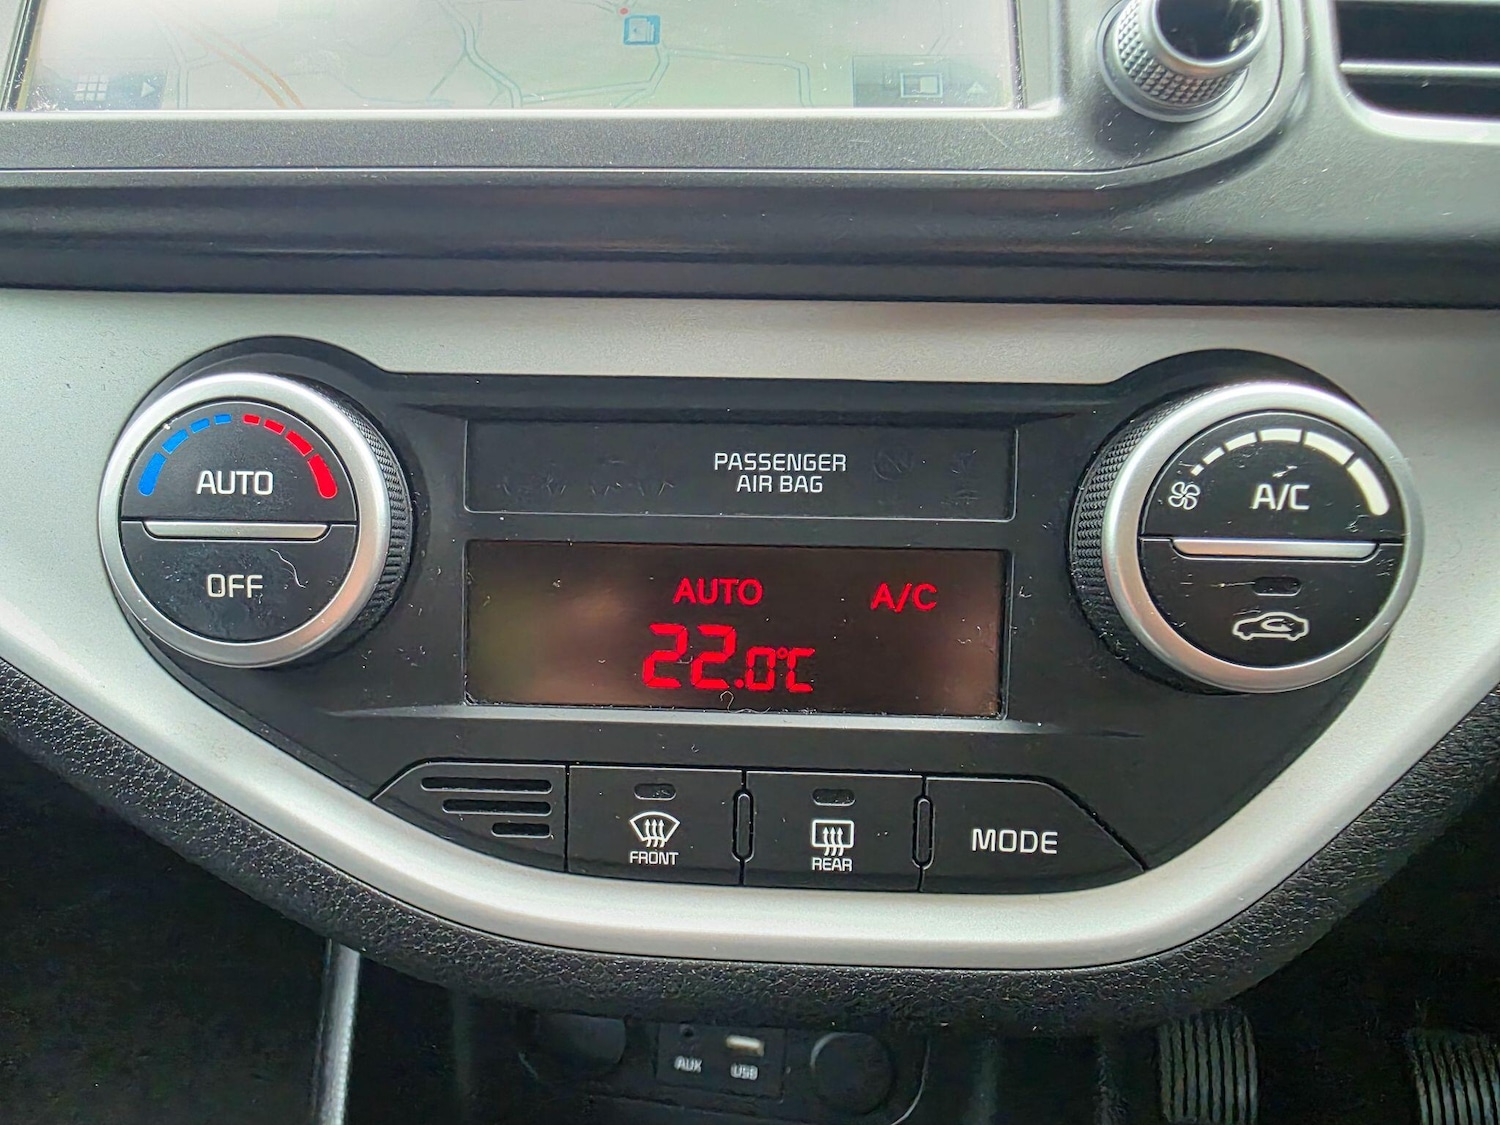 PASSENGER
AIR BAG
AUTO
OFF
A/C
AUTO A/C
22.0°C
FRONT
REAR
MODE
AUX
USB